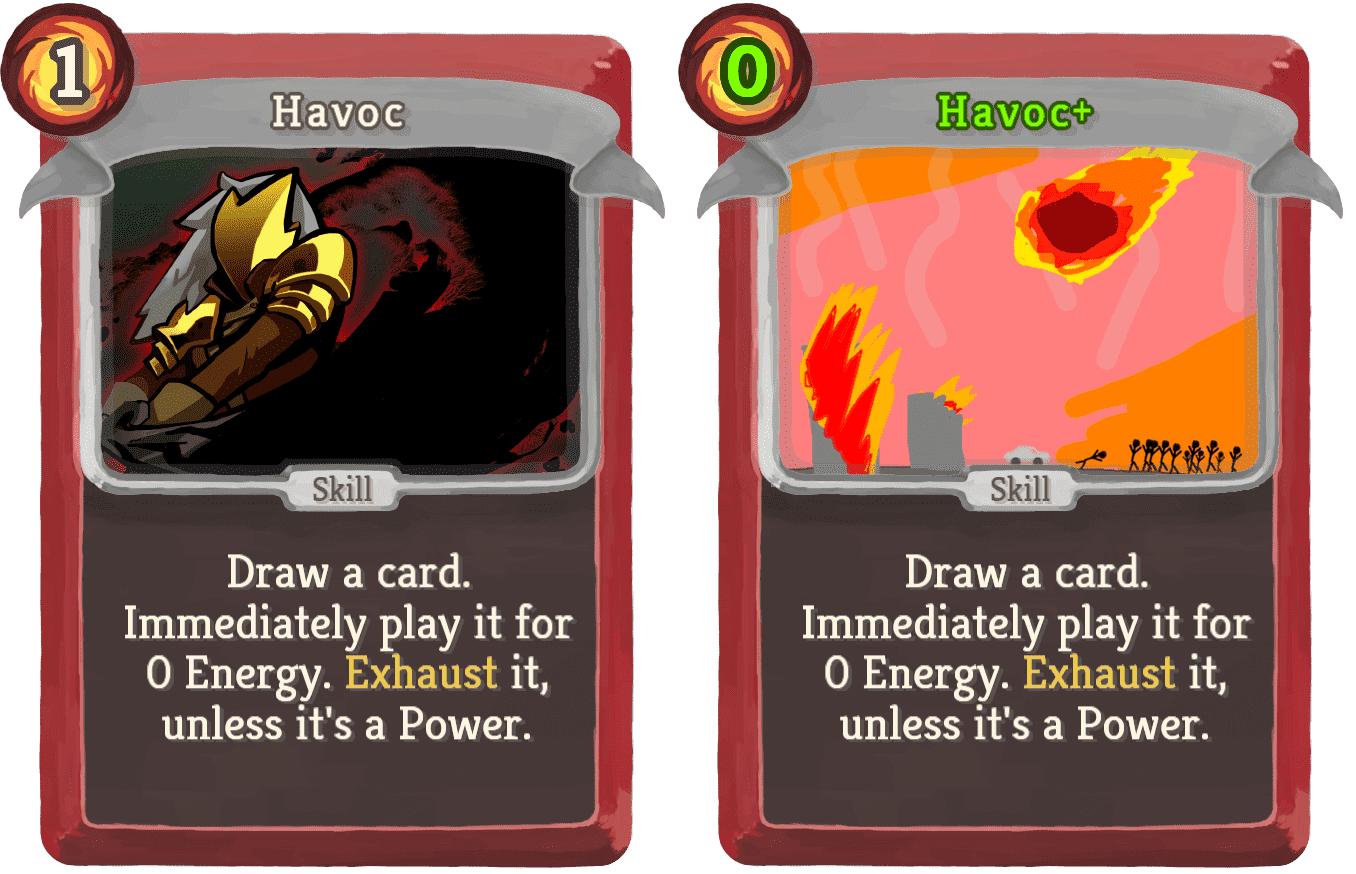 1
Havoc
Skill
Draw a card.
Immediately play it for
0 Energy. Exhaust it,
unless it's a Power.
0
Havoc+
Skill
Draw a card.
Immediately play it for
0 Energy. Exhaust it,
unless it's a Power.